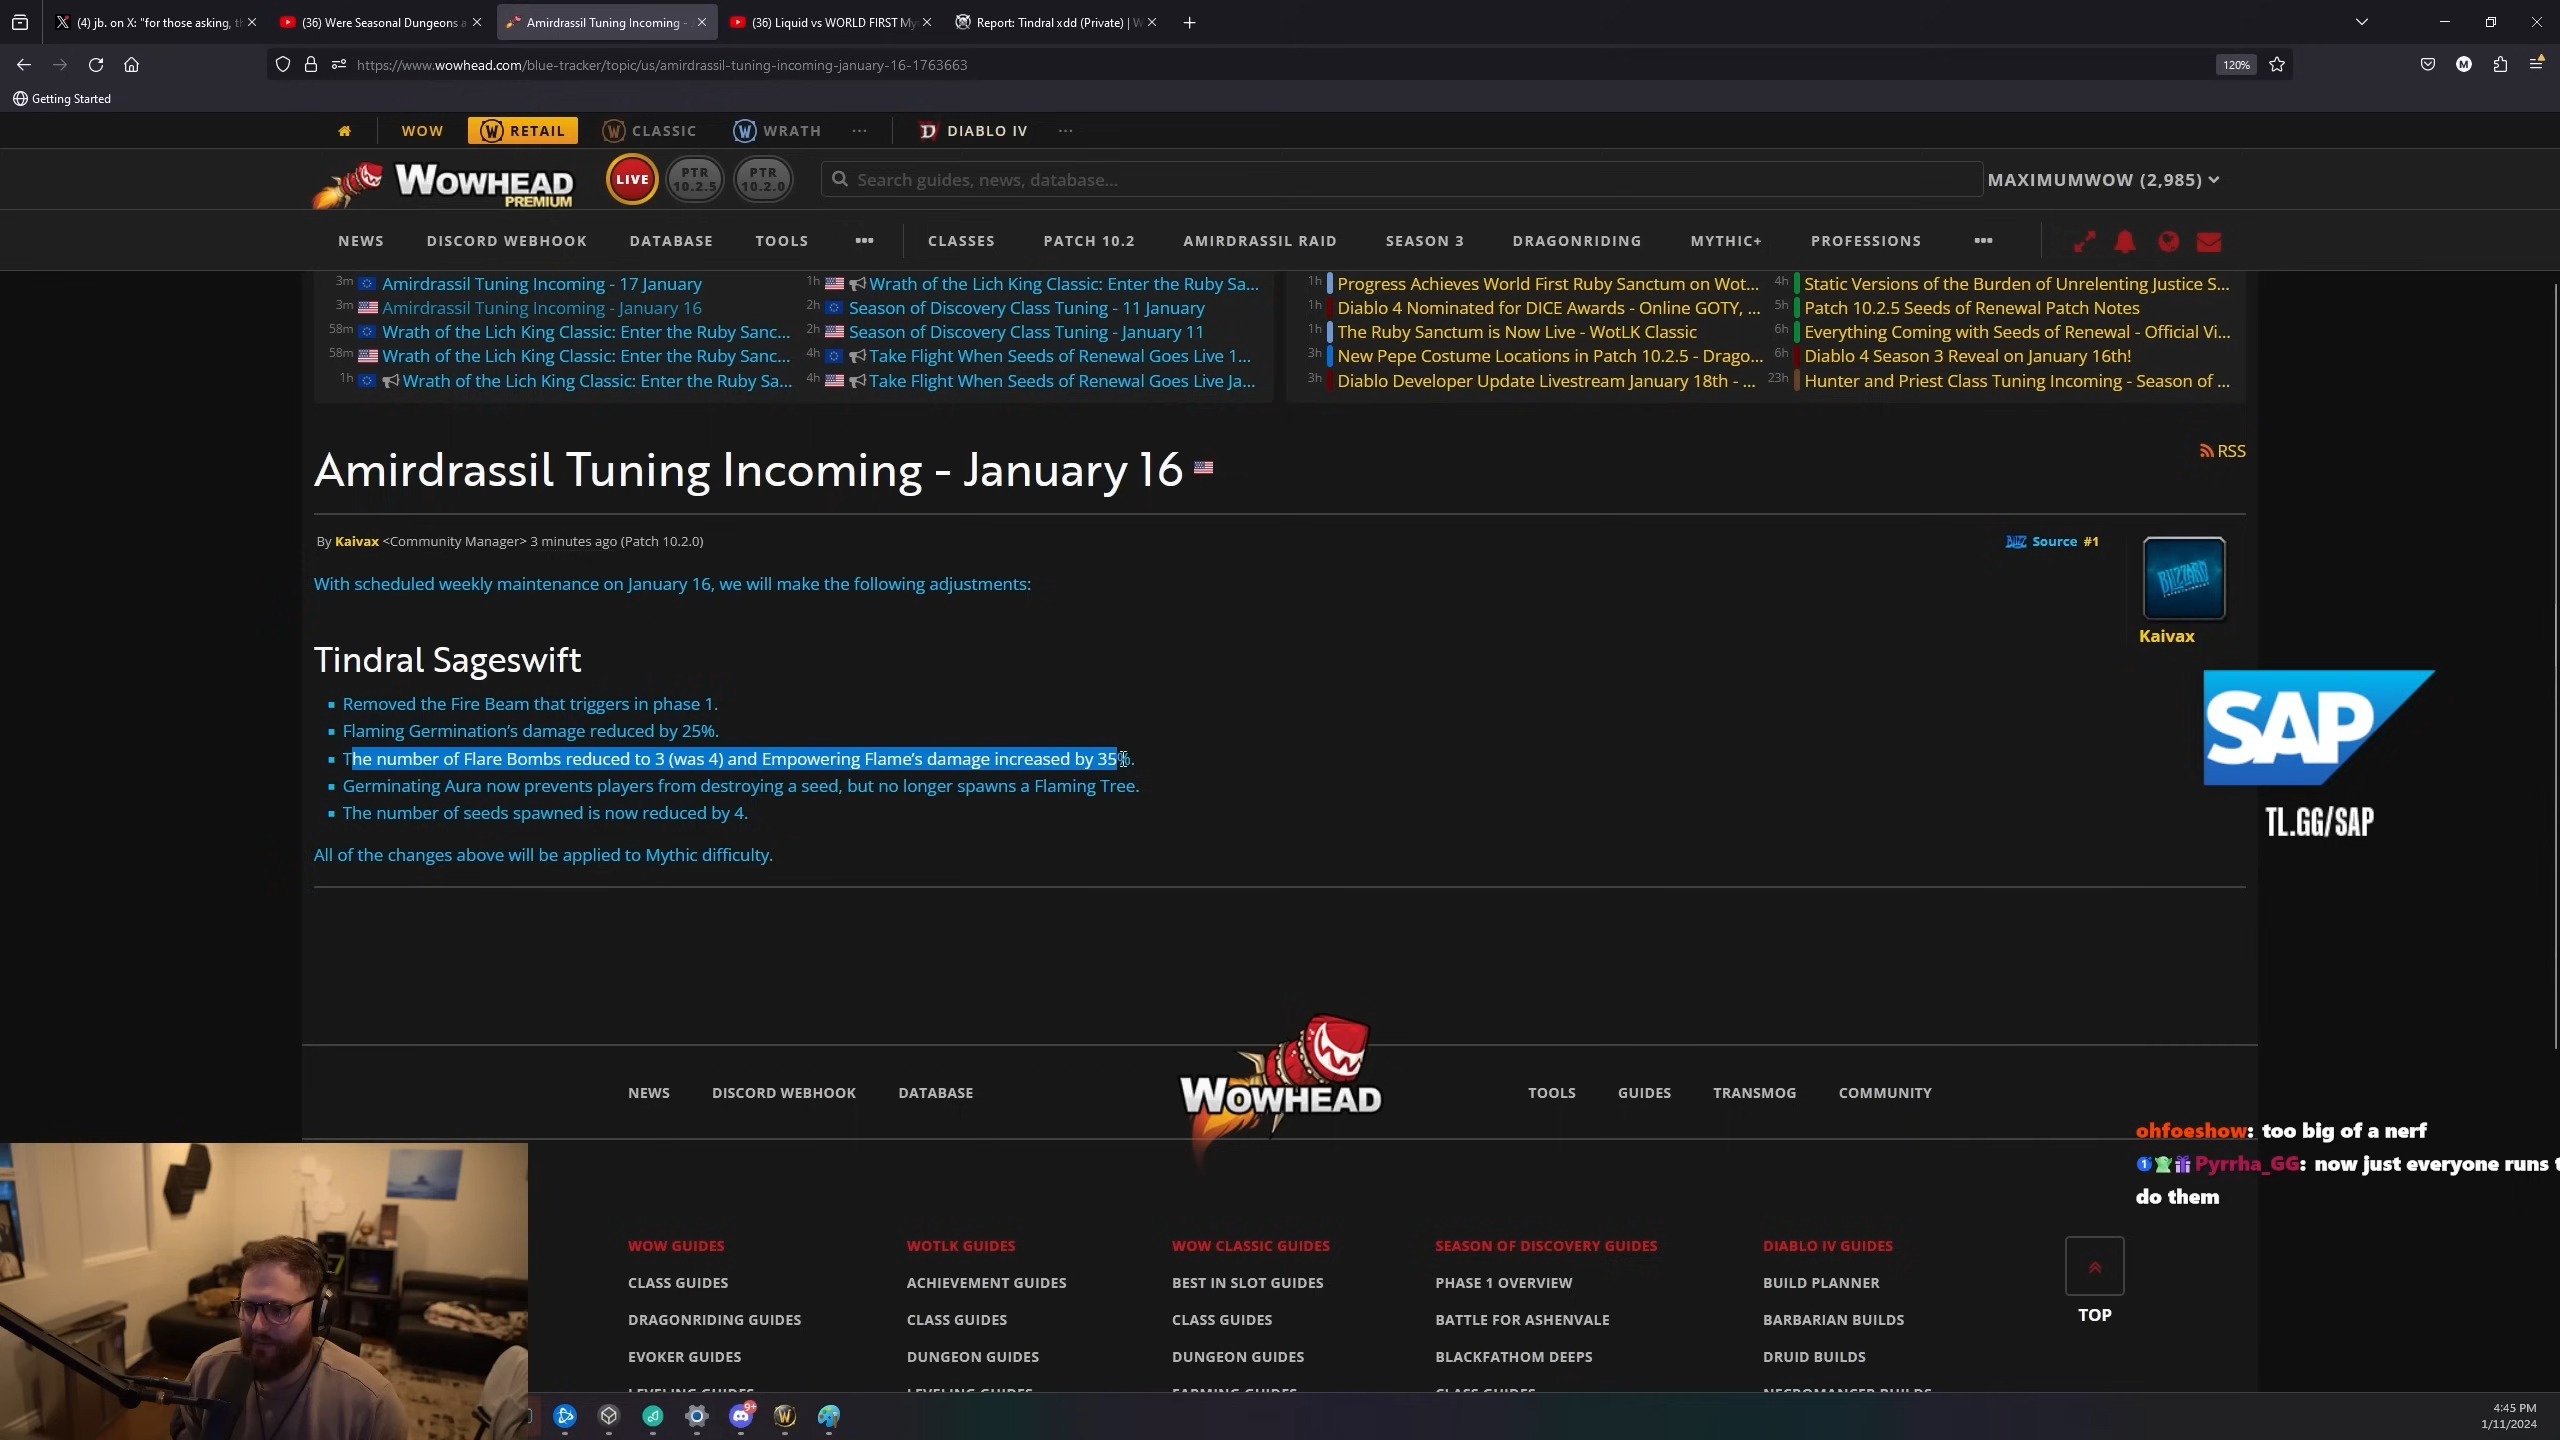 (4) jb. on X: "for those asking, t
(36) Were Seasonal Dungeons a
Amirdrassil Tuning Incoming -
(36) Liquid vs WORLD FIRST My
Report: Tindral xdd (Private) | W
https://www.wowhead.com/blue-tracker/topic/us/amirdrassil-tuning-incoming-january-16-1763663
120%
M
Getting Started
WOW
RETAIL
CLASSIC
WRATH
DIABLO IV
WOWHEAD
PREMIUM
LIVE
PTR
10.2.5
PTR
10.2.0
Search guides, news, database...
MAXIMUMWOW (2,985)
NEWS
DISCORD WEBHOOK
DATABASE
TOOLS
CLASSES
PATCH 10.2
AMIRDRASSIL RAID
SEASON 3
DRAGONRIDING
MYTHIC+
PROFESSIONS
3m Amirdrassil Tuning Incoming - 17 January
3m Amirdrassil Tuning Incoming - January 16
58m Wrath of the Lich King Classic: Enter the Ruby Sanc...
58m Wrath of the Lich King Classic: Enter the Ruby Sanc...
1h Wrath of the Lich King Classic: Enter the Ruby Sa...
1h Wrath of the Lich King Classic: Enter the Ruby Sa...
2h Season of Discovery Class Tuning - 11 January
2h Season of Discovery Class Tuning - January 11
4h Take Flight When Seeds of Renewal Goes Live 1...
4h Take Flight When Seeds of Renewal Goes Live Ja...
1h Progress Achieves World First Ruby Sanctum on Wot...
1h Diablo 4 Nominated for DICE Awards - Online GOTY, ...
1h The Ruby Sanctum is Now Live - WotLK Classic
3h New Pepe Costume Locations in Patch 10.2.5 - Drago...
3h Diablo Developer Update Livestream January 18th - ...
4h Static Versions of the Burden of Unrelenting Justice S...
5h Patch 10.2.5 Seeds of Renewal Patch Notes
6h Everything Coming with Seeds of Renewal - Official Vi...
6h Diablo 4 Season 3 Reveal on January 16th!
23h Hunter and Priest Class Tuning Incoming - Season of ...
RSS
Amirdrassil Tuning Incoming - January 16
By Kaivax <Community Manager> 3 minutes ago (Patch 10.2.0)
Source #1
BLIZZARD
Kaivax
With scheduled weekly maintenance on January 16, we will make the following adjustments:
Tindral Sageswift
Removed the Fire Beam that triggers in phase 1.
Flaming Germination's damage reduced by 25%.
The number of Flare Bombs reduced to 3 (was 4) and Empowering Flame's damage increased by 35%.
Germinating Aura now prevents players from destroying a seed, but no longer spawns a Flaming Tree.
The number of seeds spawned is now reduced by 4.
All of the changes above will be applied to Mythic difficulty.
SAP
TL.GG/SAP
NEWS
DISCORD WEBHOOK
DATABASE
WOWHEAD
TOOLS
GUIDES
TRANSMOG
COMMUNITY
ohfoeshow: too big of a nerf
Pyrrha_GG: now just everyone runs t
do them
WOW GUIDES
CLASS GUIDES
DRAGONRIDING GUIDES
EVOKER GUIDES
LEVELING GUIDES
WOTLK GUIDES
ACHIEVEMENT GUIDES
CLASS GUIDES
DUNGEON GUIDES
LEVELING GUIDES
WOW CLASSIC GUIDES
BEST IN SLOT GUIDES
CLASS GUIDES
DUNGEON GUIDES
FARMING GUIDES
SEASON OF DISCOVERY GUIDES
PHASE 1 OVERVIEW
BATTLE FOR ASHENVALE
BLACKFATHOM DEEPS
CLASS GUIDES
DIABLO IV GUIDES
BUILD PLANNER
BARBARIAN BUILDS
DRUID BUILDS
NECROMANCER BUILDS
TOP
9+
4:45 PM
1/11/2024